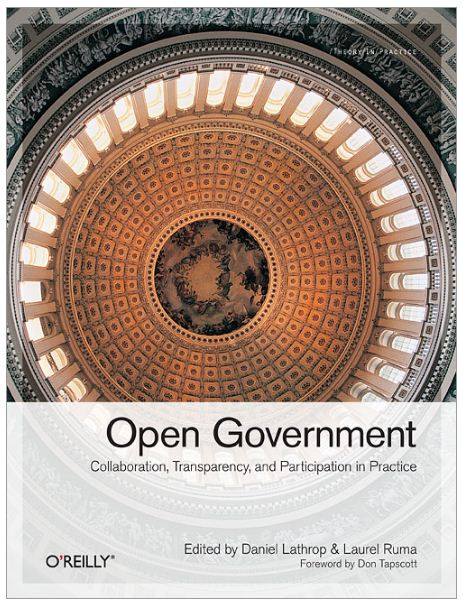 THEORY IN PRACTICE
Open Government
Collaboration, Transparency, and Participation in Practice
Edited by Daniel Lathrop & Laurel Ruma
O'REILLY®
Foreword by Don Tapscott